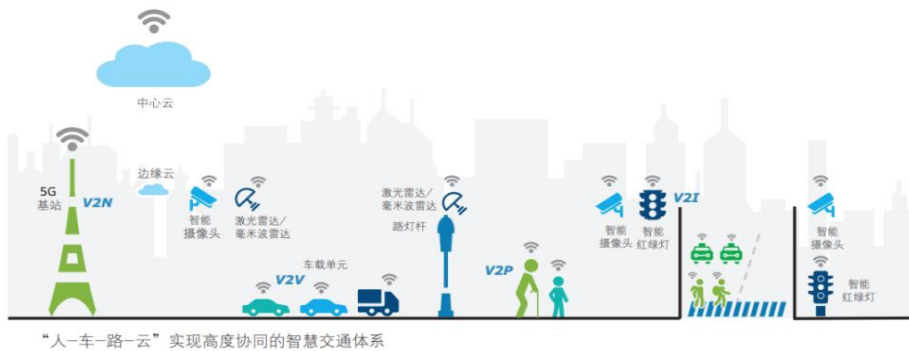 中心云
边缘云
5G
基站
V2N
智能
摄像头
激光雷达/
毫米波雷达
激光雷达/
毫米波雷达
路灯杆
智能
摄像头
智能
红绿灯
V2I
智能
摄像头
车载单元
V2V
V2P
智能
红绿灯
“人-车-路-云”实现高度协同的智慧交通体系